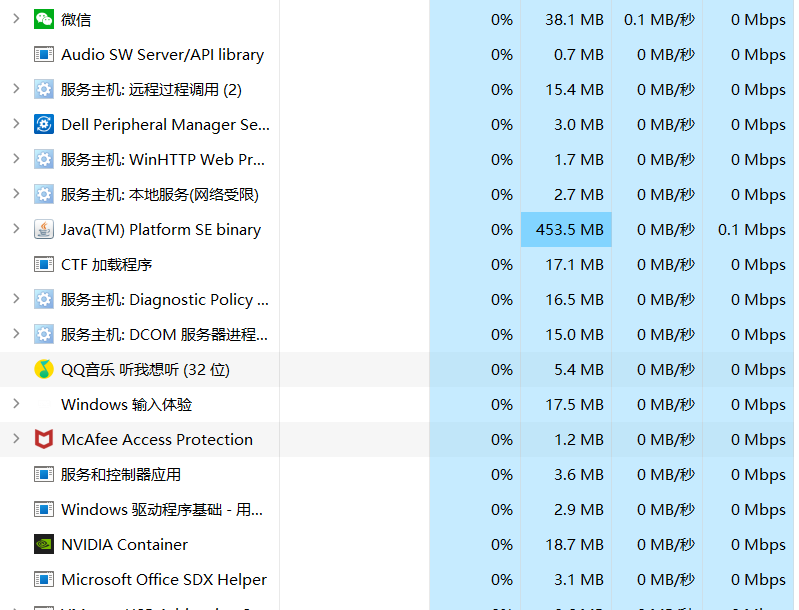 微信 0% 38.1 MB 0.1 MB/秒 0 Mbps
Audio SW Server/API library 0% 0.7 MB 0 MB/秒 0 Mbps
服务主机: 远程过程调用 (2) 0% 15.4 MB 0 MB/秒 0 Mbps
Dell Peripheral Manager Se... 0% 3.0 MB 0 MB/秒 0 Mbps
服务主机: WinHTTP Web Pr... 0% 1.7 MB 0 MB/秒 0 Mbps
服务主机: 本地服务(网络受限) 0% 2.7 MB 0 MB/秒 0 Mbps
Java(TM) Platform SE binary 0% 453.5 MB 0 MB/秒 0.1 Mbps
CTF 加载程序 0% 17.1 MB 0 MB/秒 0 Mbps
服务主机: Diagnostic Policy ... 0% 16.5 MB 0 MB/秒 0 Mbps
服务主机: DCOM 服务器进程... 0% 15.0 MB 0 MB/秒 0 Mbps
QQ音乐 听我想听 (32 位) 0% 5.4 MB 0 MB/秒 0 Mbps
Windows 输入体验 0% 17.5 MB 0 MB/秒 0 Mbps
McAfee Access Protection 0% 1.2 MB 0 MB/秒 0 Mbps
服务和控制器应用 0% 3.6 MB 0 MB/秒 0 Mbps
Windows 驱动程序基础 - 用... 0% 2.9 MB 0 MB/秒 0 Mbps
NVIDIA Container 0% 18.7 MB 0 MB/秒 0 Mbps
Microsoft Office SDX Helper 0% 3.1 MB 0 MB/秒 0 Mbps